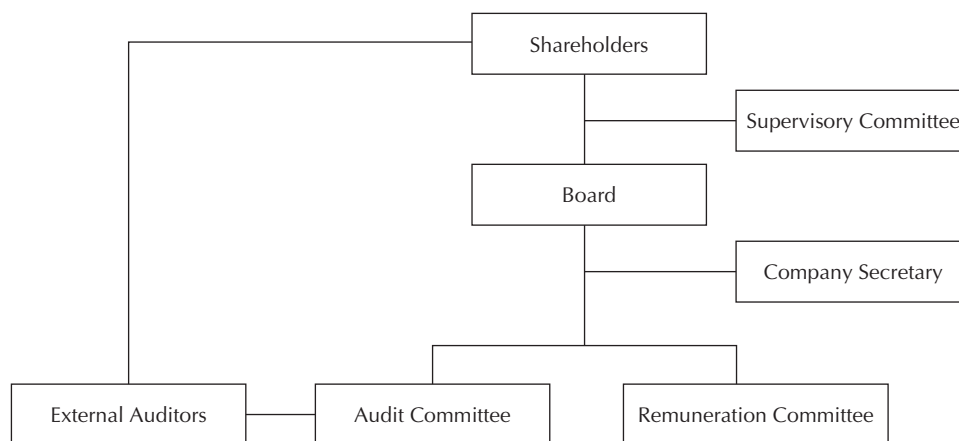 Shareholders
Supervisory Committee
Board
Company Secretary
External Auditors
Audit Committee
Remuneration Committee